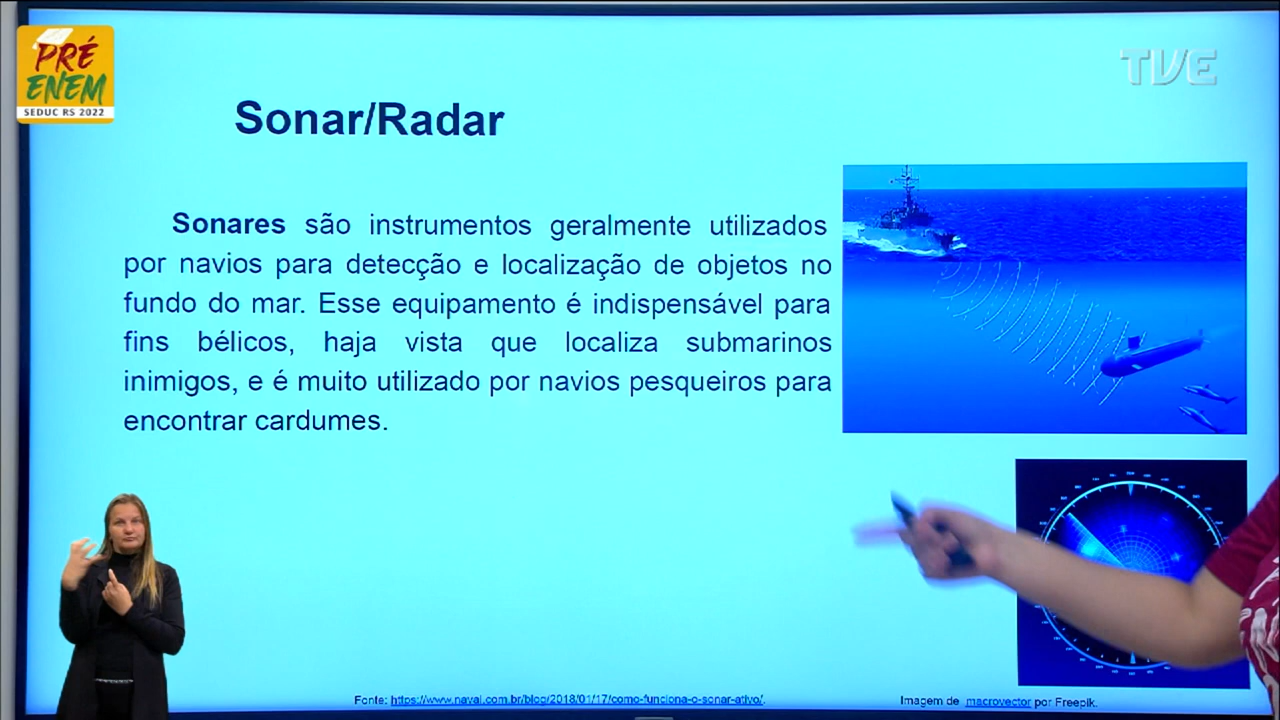 PRÉ
ENEM
SEDUC RS 2022
TVE
Sonar/Radar
Sonares são instrumentos geralmente utilizados
por navios para detecção e localização de objetos no
fundo do mar. Esse equipamento é indispensável para
fins bélicos, haja vista que localiza submarinos
inimigos, e é muito utilizado por navios pesqueiros para
encontrar cardumes.
Fonte: https://www.naval.com.br/blog/2018/01/17/como-funciona-o-sonar-ativo/.
Imagem de macrovector por Freepik.